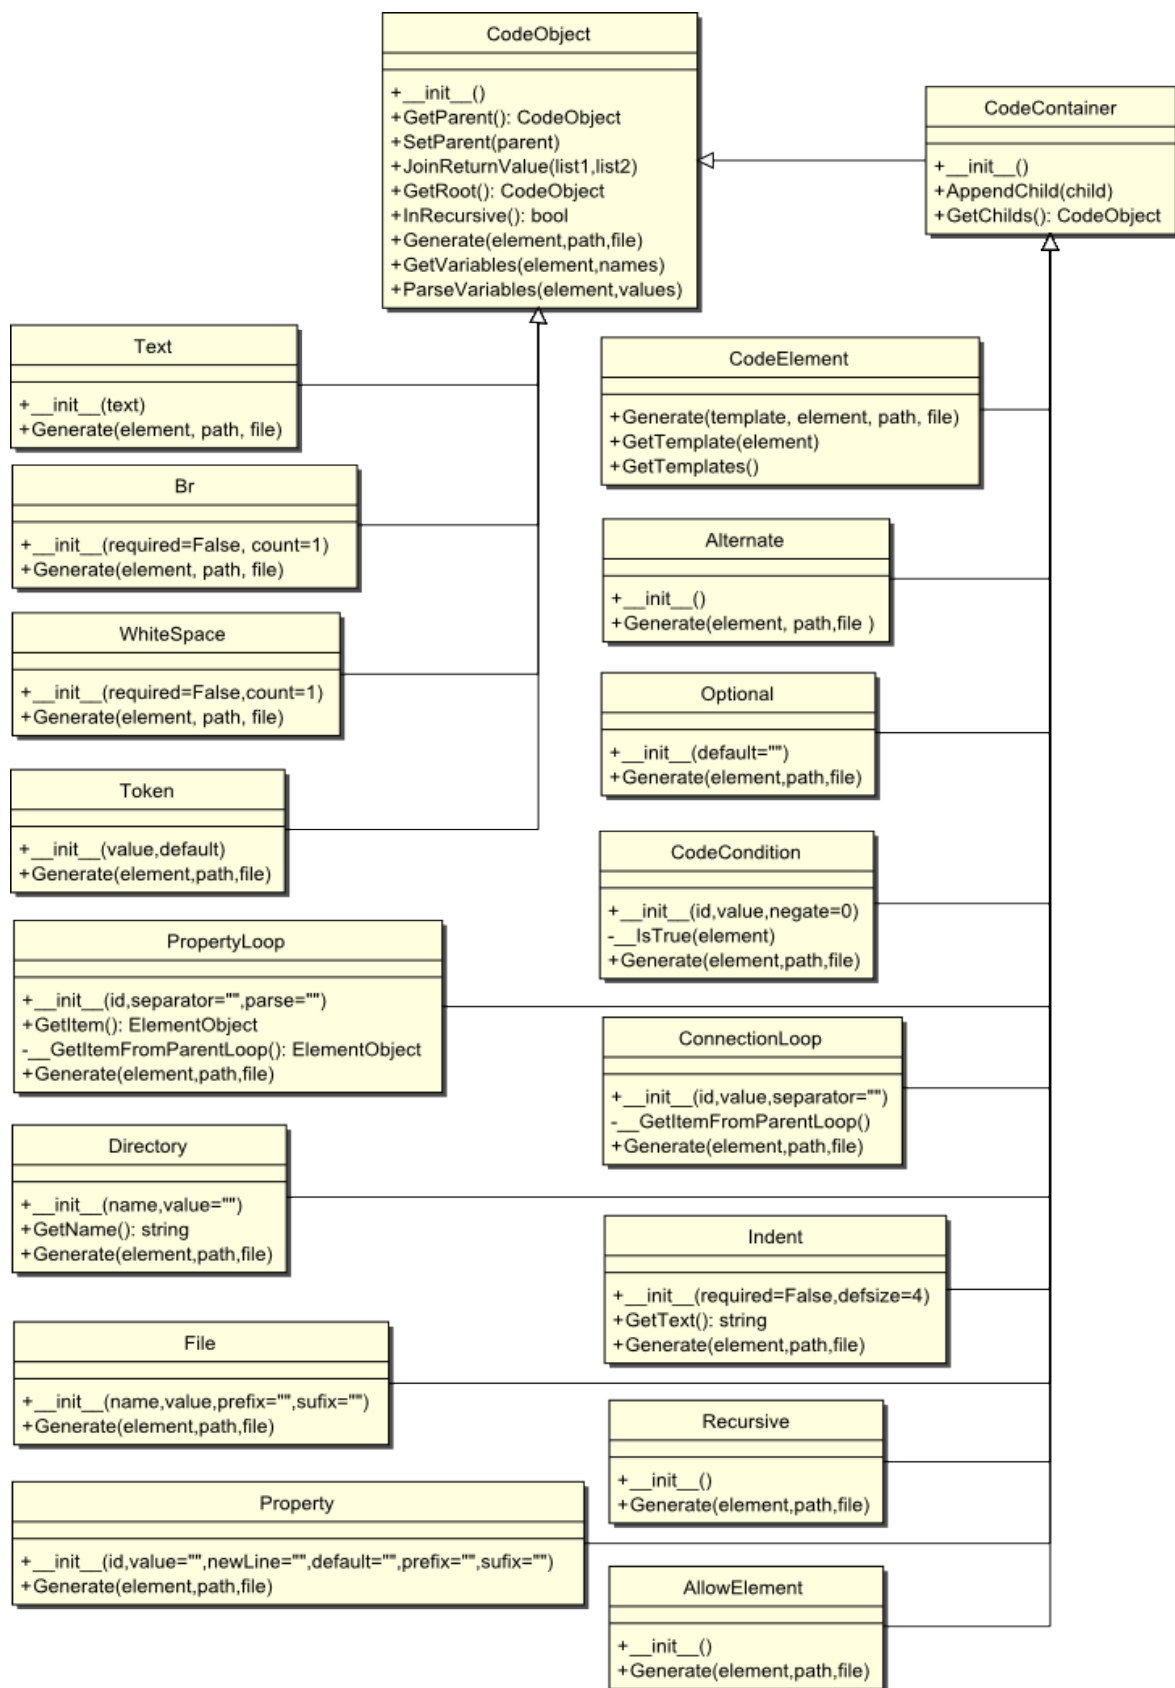 CodeObject
+__init__()
+GetParent(): CodeObject
+SetParent(parent)
+JoinReturnValue(list1,list2)
+GetRoot(): CodeObject
+InRecursive(): bool
+Generate(element,path,file)
+GetVariables(element,names)
+ParseVariables(element,values)
CodeContainer
+__init__()
+AppendChild(child)
+GetChilds(): CodeObject
Text
+__init__(text)
+Generate(element, path, file)
Br
+__init__(required=False, count=1)
+Generate(element, path, file)
WhiteSpace
+__init__(required=False,count=1)
+Generate(element, path, file)
Token
+__init__(value,default)
+Generate(element,path,file)
PropertyLoop
+__init__(id,separator="",parse="")
+GetItem(): ElementObject
-__GetItemFromParentLoop(): ElementObject
+Generate(element,path,file)
Directory
+__init__(name,value="")
+GetName(): string
+Generate(element,path,file)
File
+__init__(name,value,prefix="",sufix="")
+Generate(element,path,file)
Property
+__init__(id,value="",newLine="",default="",prefix="",sufix="")
+Generate(element,path,file)
CodeElement
+Generate(template, element, path, file)
+GetTemplate(element)
+GetTemplates()
Alternate
+__init__()
+Generate(element, path,file )
Optional
+__init__(default="")
+Generate(element,path,file)
CodeCondition
+__init__(id,value,negate=0)
-__IsTrue(element)
+Generate(element,path,file)
ConnectionLoop
+__init__(id,value,separator="")
-__GetItemFromParentLoop()
+Generate(element,path,file)
Indent
+__init__(required=False,defsize=4)
+GetText(): string
+Generate(element,path,file)
Recursive
+__init__()
+Generate(element,path,file)
AllowElement
+__init__()
+Generate(element,path,file)